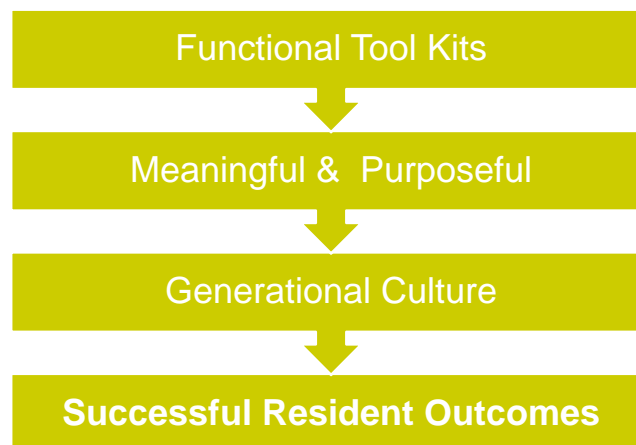 Functional Tool Kits
Meaningful & Purposeful
Generational Culture
Successful Resident Outcomes